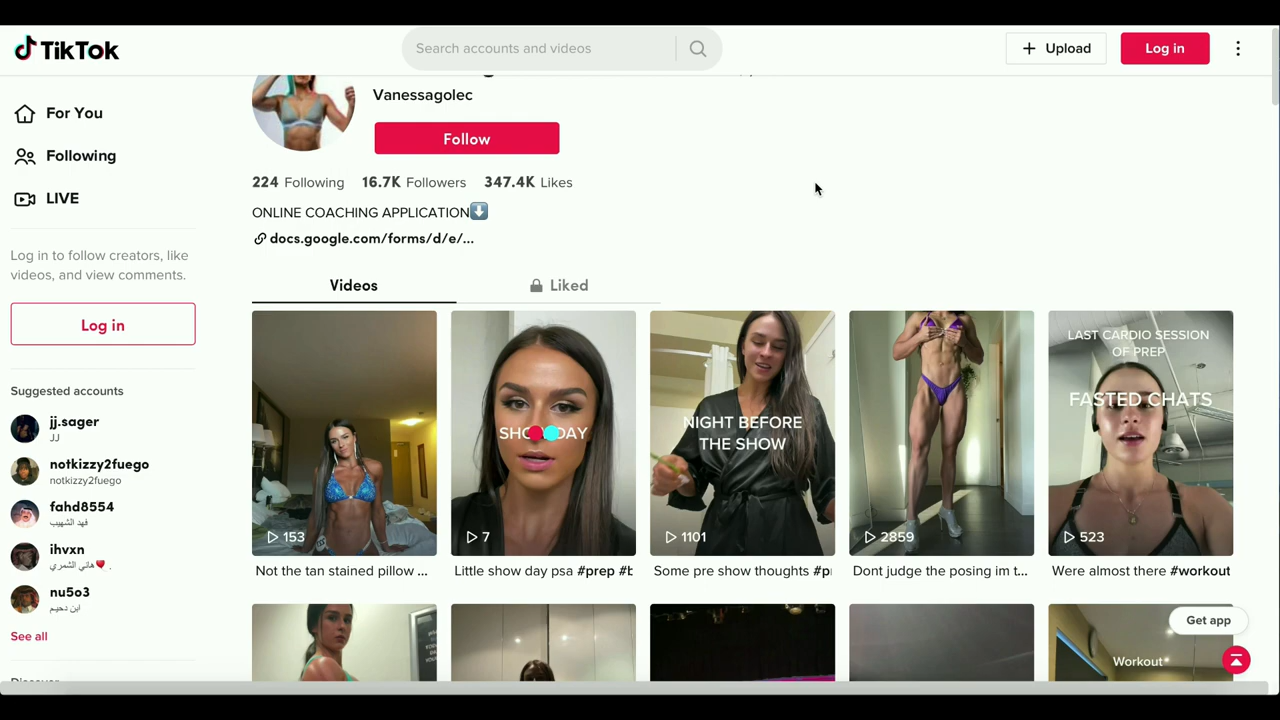 TikTok
Search accounts and videos
Upload
Log in
For You
Following
LIVE
Log in to follow creators, like
videos, and view comments.
Log in
Suggested accounts
jj.sager
JJ
notkizzy2fuego
notkizzy2fuego
fahd8554
فهد الشهيب
ihvxn
هاني الشمري❤️ .
nu5o3
ابن دحيم
See all
Vanessagolec
Follow
224 Following 16.7K Followers 347.4K Likes
ONLINE COACHING APPLICATION⬇️
docs.google.com/forms/d/e/...
Videos
Liked
153
Not the tan stained pillow ...
7
Little show day psa #prep #b
NIGHT BEFORE
THE SHOW
1101
Some pre show thoughts #p
2859
Dont judge the posing im t...
LAST CARDIO SESSION
OF PREP
FASTED CHATS
523
Were almost there #workout
Workout
Get app